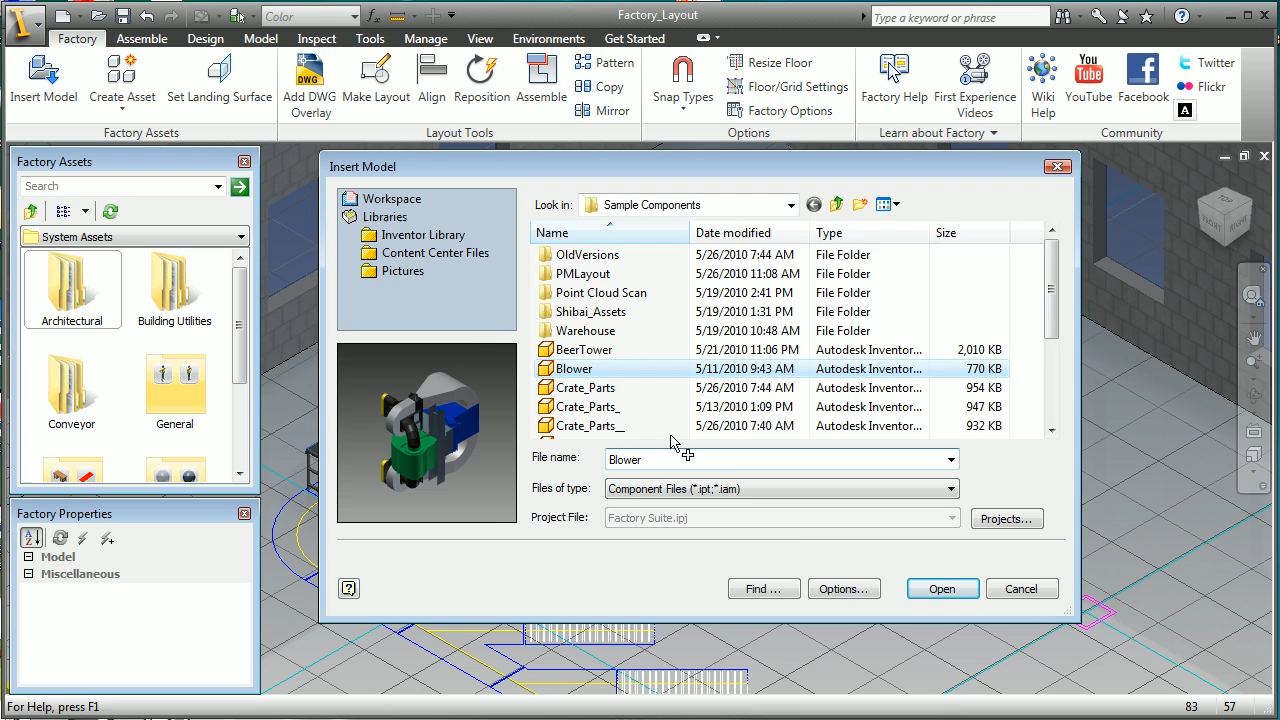 Color
Factory_Layout
Type a keyword or phrase
Factory Assemble Design Model Inspect Tools Manage View Environments Get Started
Insert Model
Create Asset
Set Landing Surface
Factory Assets
DWG
Add DWG
Overlay
Make Layout
Align
Reposition
Assemble
Pattern
Copy
Mirror
Layout Tools
Snap Types
Resize Floor
Floor/Grid Settings
Factory Options
Options
Factory Help
First Experience
Videos
Learn about Factory
Wiki
Help
You
Tube
YouTube
Facebook
Twitter
Flickr
A
Community
Factory Assets
Search
System Assets
Architectural
Building Utilities
Conveyor
General
Factory Properties
Model
Miscellaneous
Insert Model
Workspace
Libraries
Inventor Library
Content Center Files
Pictures
Look in: Sample Components
Name Date modified Type Size
OldVersions 5/26/2010 7:44 AM File Folder
PMLayout 5/26/2010 11:08 AM File Folder
Point Cloud Scan 5/19/2010 2:41 PM File Folder
Shibai_Assets 5/19/2010 1:31 PM File Folder
Warehouse 5/19/2010 10:48 AM File Folder
BeerTower 5/21/2010 11:06 PM Autodesk Inventor... 2,010 KB
Blower 5/11/2010 9:43 AM Autodesk Inventor... 770 KB
Crate_Parts 5/26/2010 7:44 AM Autodesk Inventor... 954 KB
Crate_Parts_ 5/13/2010 1:09 PM Autodesk Inventor... 947 KB
Crate_Parts__ 5/26/2010 7:40 AM Autodesk Inventor... 932 KB
File name: Blower
Files of type: Component Files (*.ipt;*.iam)
Project File: Factory Suite.ipj
Projects...
Find ...
Options...
Open
Cancel
FRONT
RIGHT
For Help, press F1
83 57